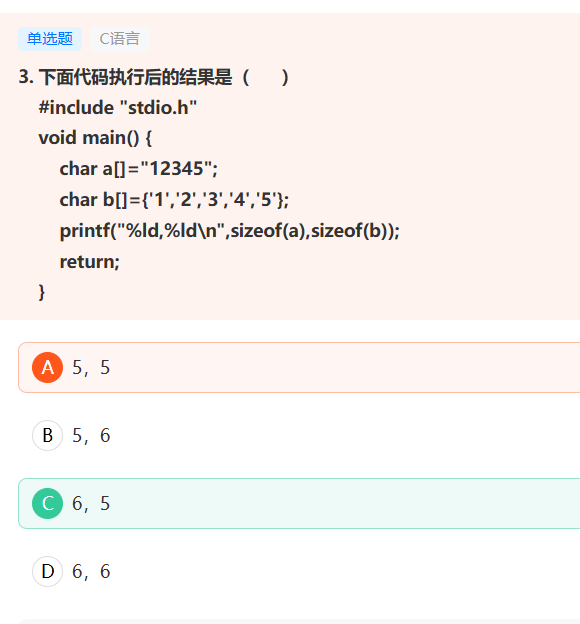 单选题 C语言
3. 下面代码执行后的结果是（　　）
#include "stdio.h"
void main() {
char a[]="12345";
char b[]={'1','2','3','4','5'};
printf("%ld,%ld\n",sizeof(a),sizeof(b));
return;
}
A 5，5
B 5，6
C 6，5
D 6，6